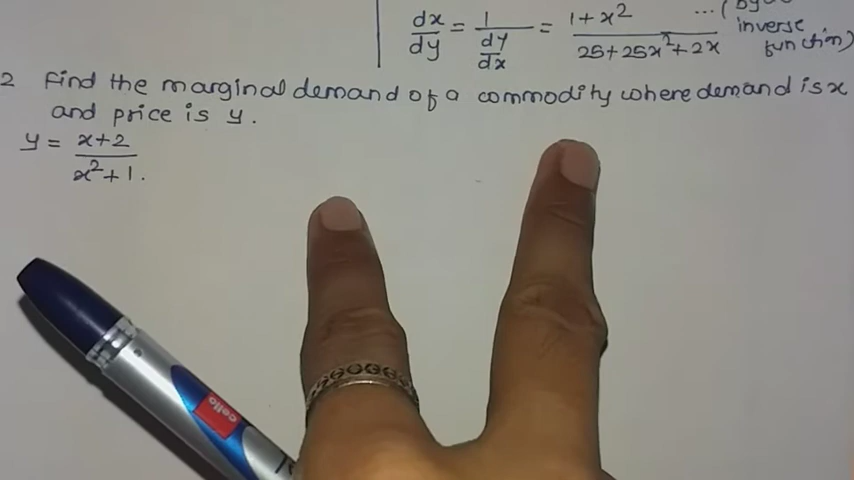 dx/dy = 1/(dy/dx) = (1+x²)/(25+25x²+2x) ...(by
inverse
function)
2 Find the marginal demand of a commodity where demand is x
and price is y.
y = (x+2)/(x²+1).
cello